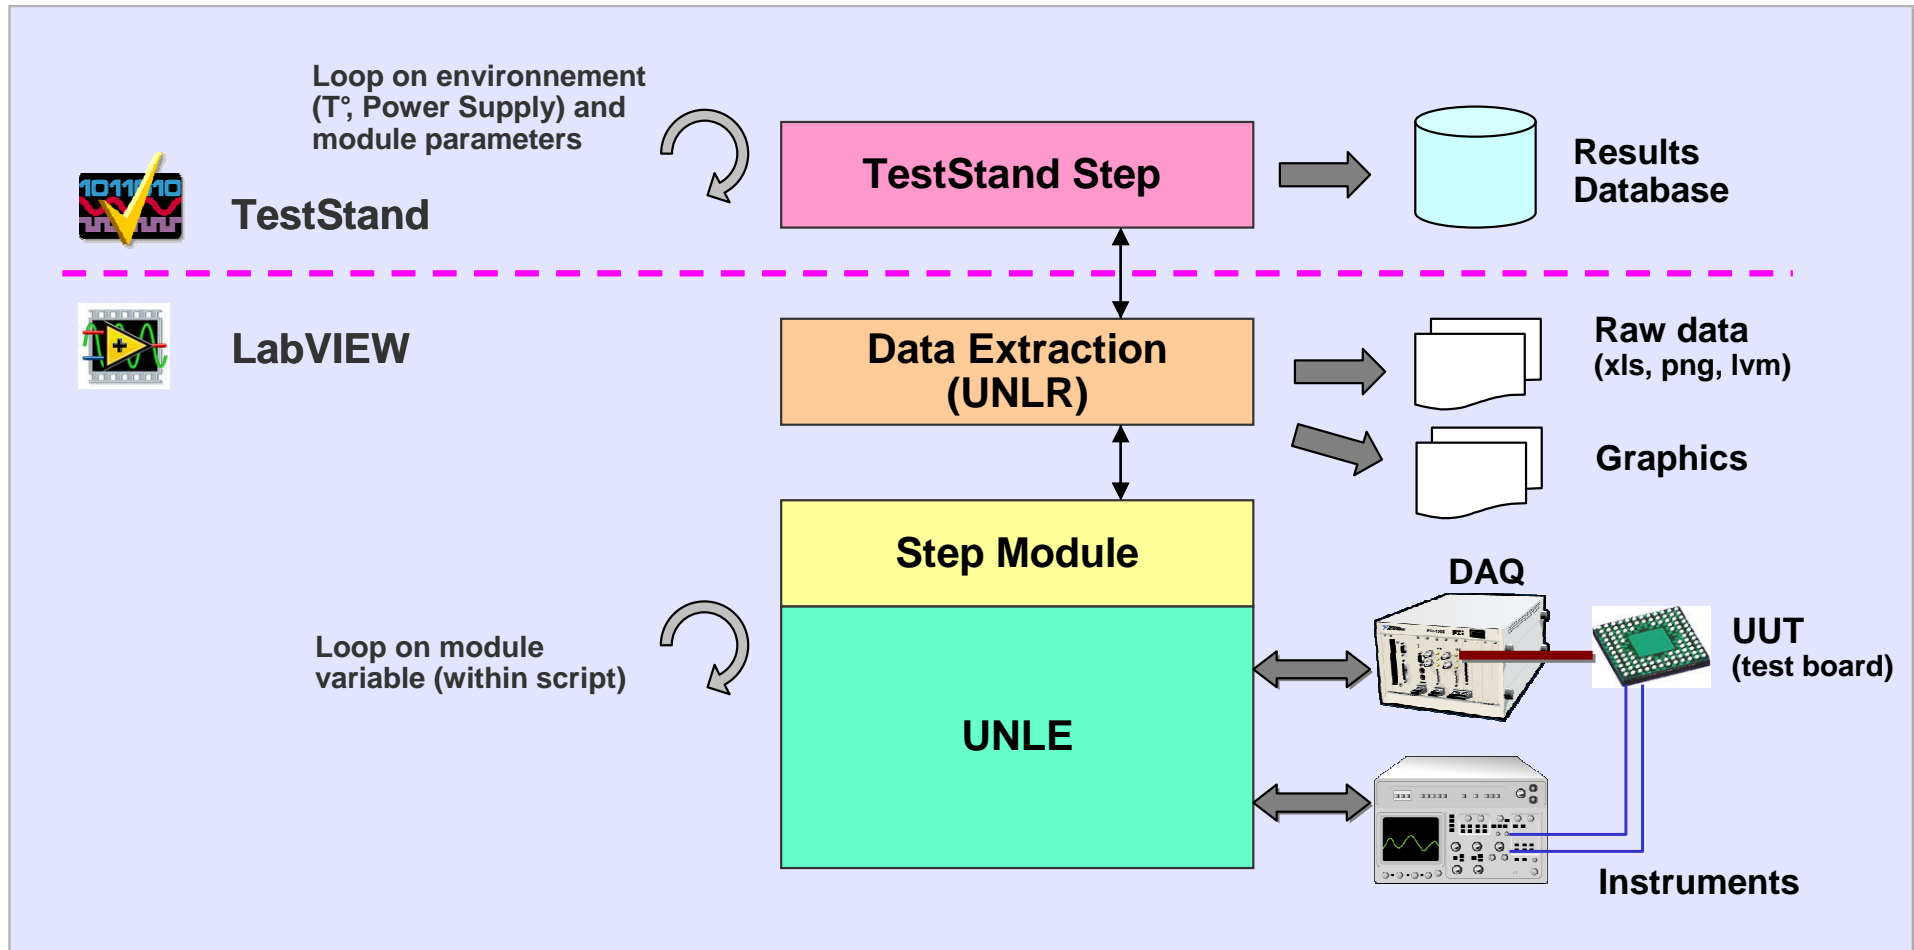 Loop on environnement
(T°, Power Supply) and
module parameters
TestStand Step
Results
Database
1011010
TestStand
LabVIEW
Data Extraction
(UNLR)
Raw data
(xls, png, lvm)
Graphics
Step Module
DAQ
Loop on module
variable (within script)
UNLE
UUT
(test board)
Instruments